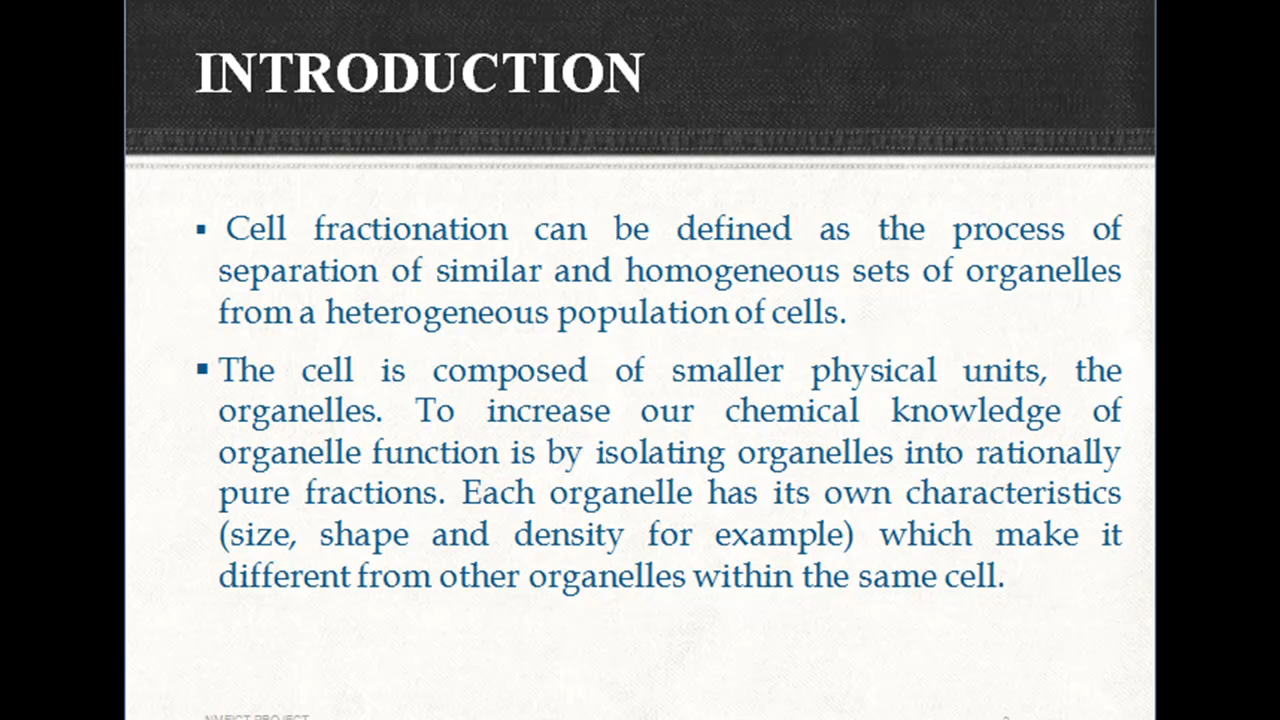 INTRODUCTION
▪ Cell fractionation can be defined as the process of
separation of similar and homogeneous sets of organelles
from a heterogeneous population of cells.
▪ The cell is composed of smaller physical units, the
organelles. To increase our chemical knowledge of
organelle function is by isolating organelles into rationally
pure fractions. Each organelle has its own characteristics
(size, shape and density for example) which make it
different from other organelles within the same cell.
PROJECT